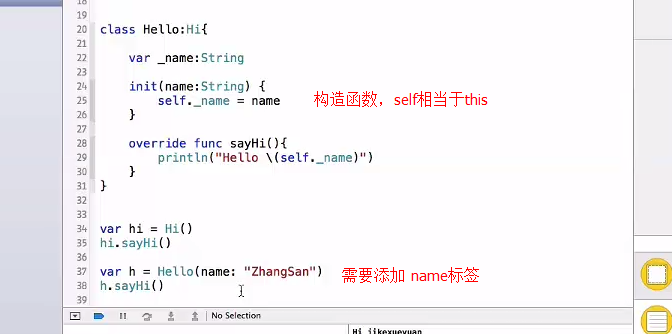 19
20 class Hello:Hi{
21
22 var _name:String
23
24 init(name:String) { 构造函数，self相当于this
25 self._name = name
26 }
27
28 override func sayHi(){
29 println("Hello \(self._name)")
30 }
31 }
32
33
34 var hi = Hi()
35 hi.sayHi()
36
37 var h = Hello(name: "ZhangSan") 需要添加 name标签
38 h.sayHi()
39
No Selection
Hi jikexueyuan